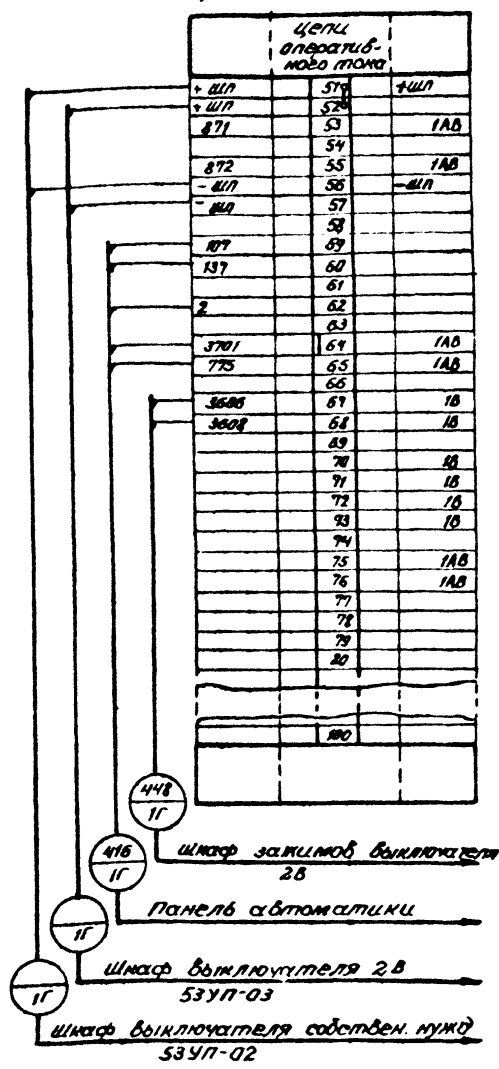 цепи
оператив-
ного тока
+ шп 51 +шп
+ шп 52
871 53 1АВ
54
872 55 1АВ
- шп 56 -шп
- шп 57
58
107 59
137 60
61
2 62
63
3701 64 1АВ
775 65 1АВ
66
3606 67 1В
3608 68 1В
69
70 1В
71 1В
72 1В
73 1В
74
75 1АВ
76 1АВ
77
78
79
80
100
448
1Г
Шкаф зажимов выключателя
2В
416
1Г
Панель автоматики
1Г
Шкаф выключателя 2В
53УП-03
1Г
Шкаф выключателя собствен. нужд
53УП-02